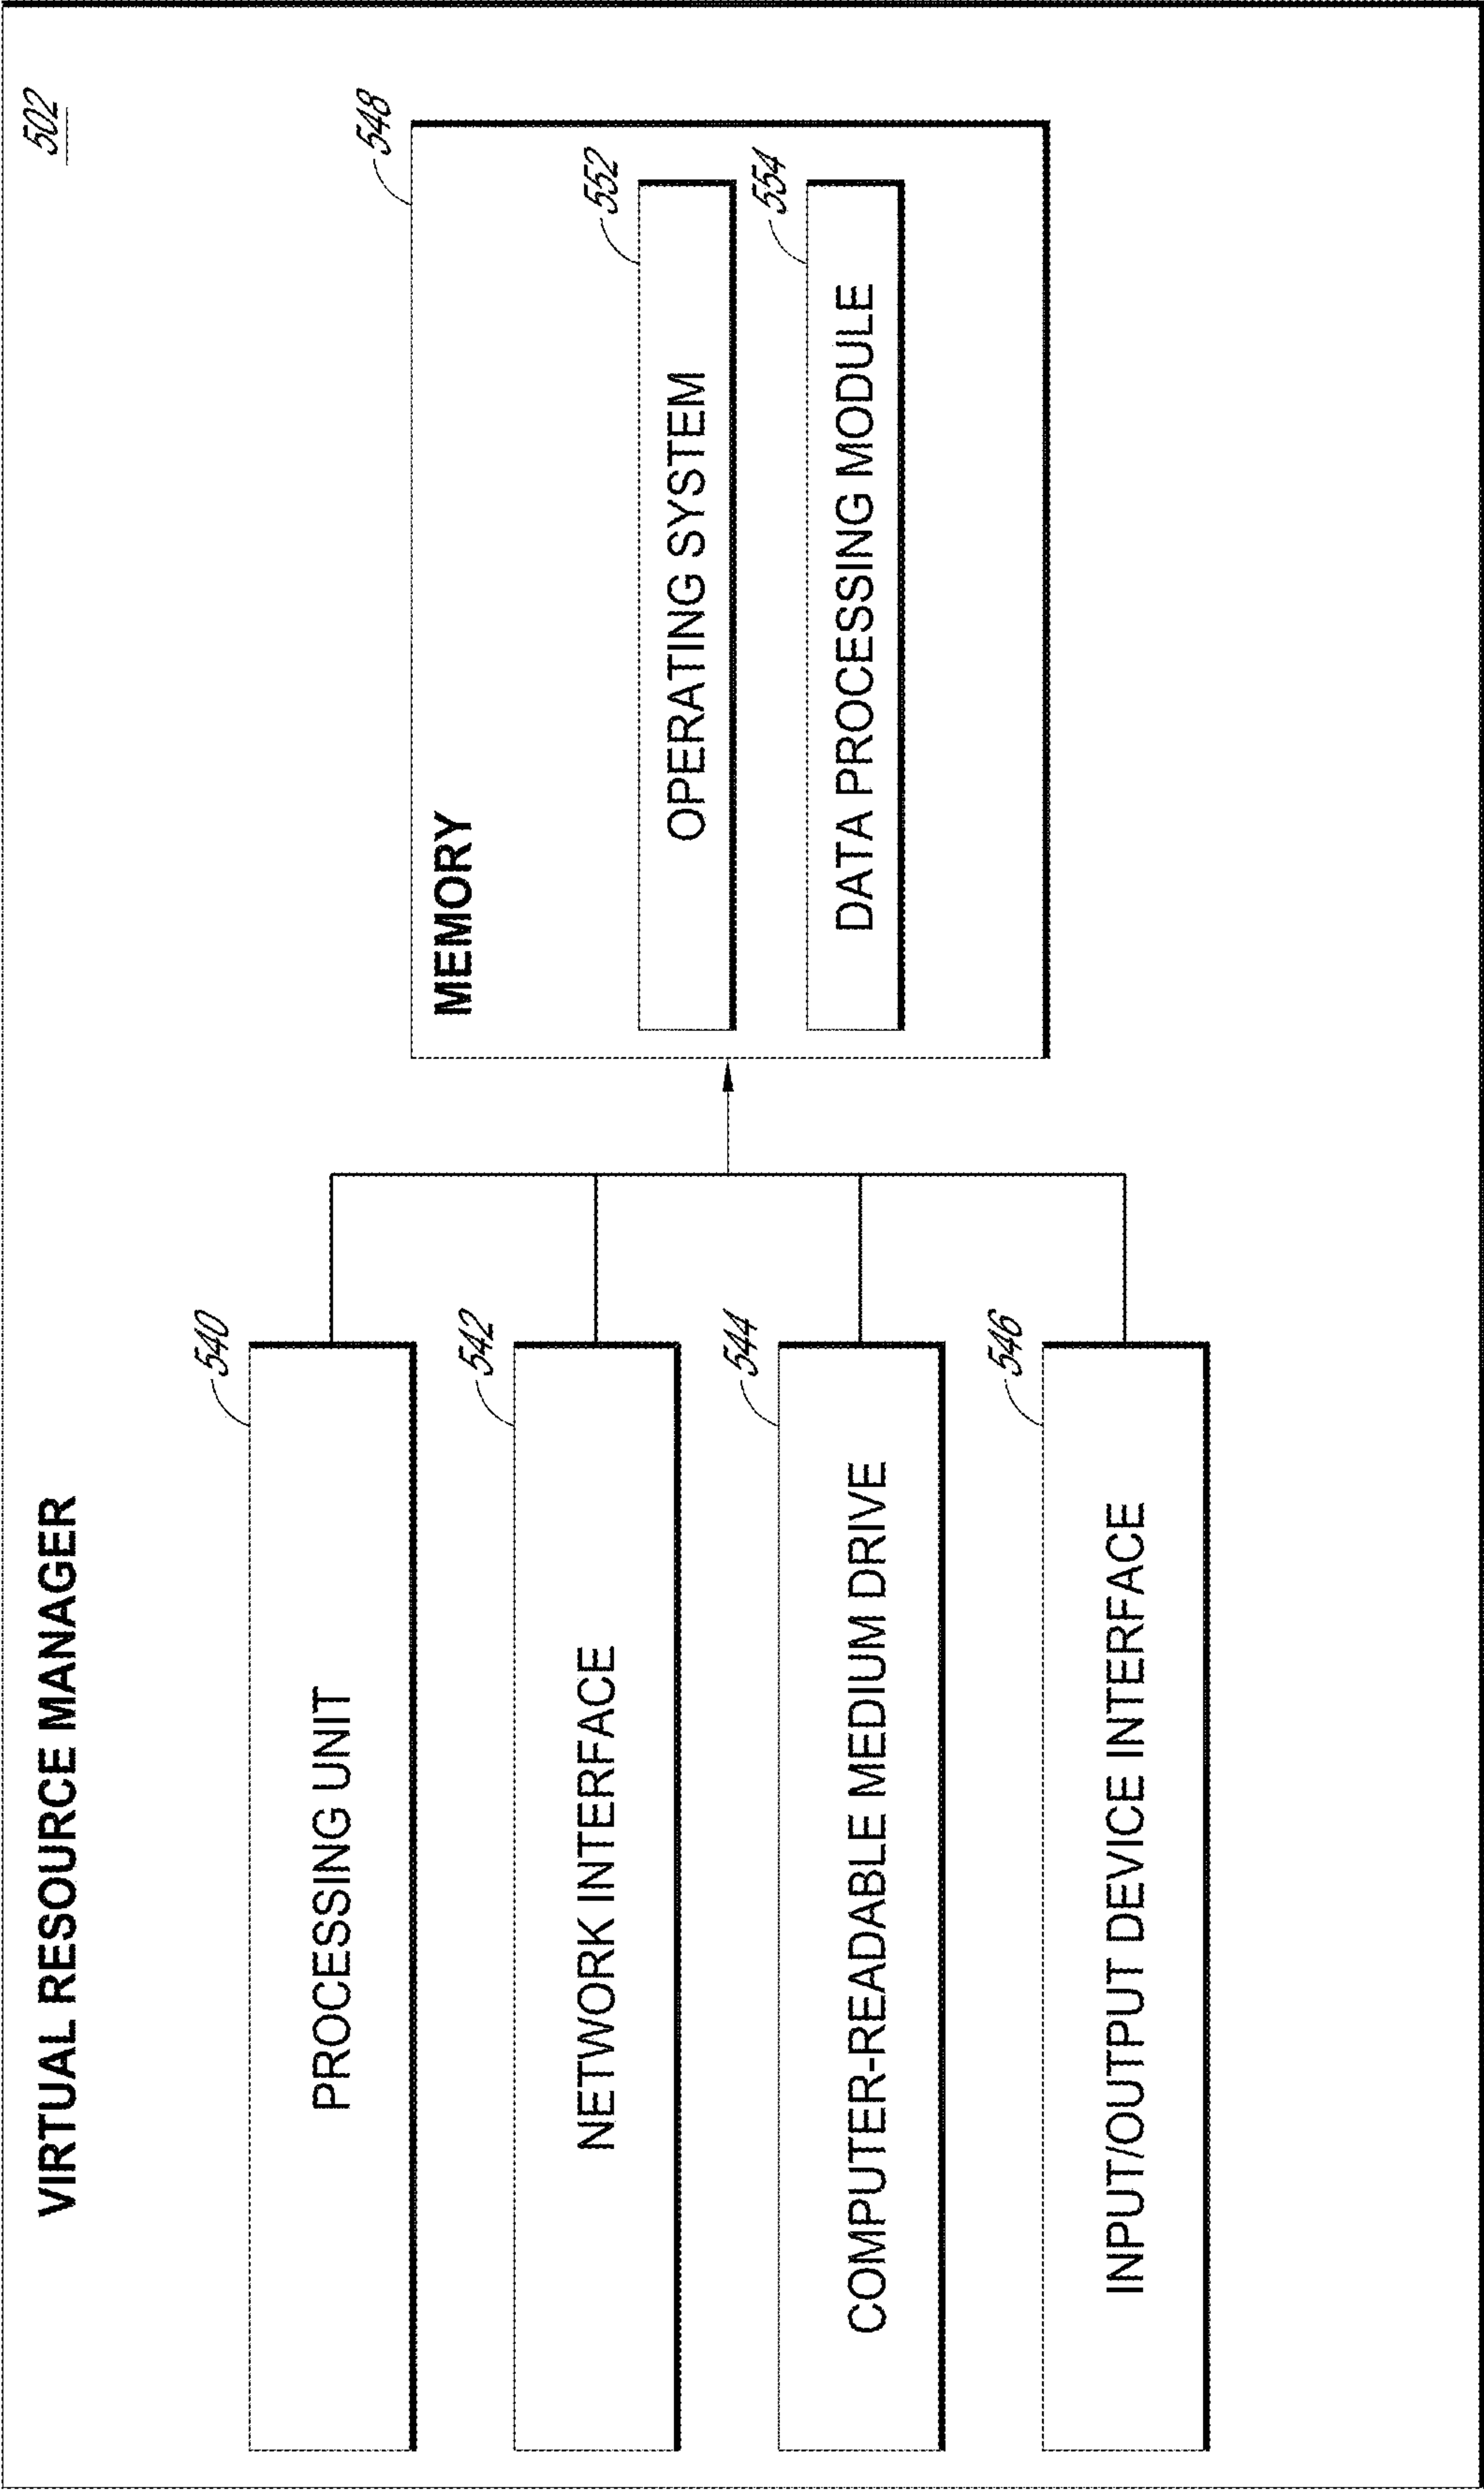 VIRTUAL RESOURCE MANAGER
502
540
PROCESSING UNIT
542
NETWORK INTERFACE
544
COMPUTER-READABLE MEDIUM DRIVE
546
INPUT/OUTPUT DEVICE INTERFACE
548
MEMORY
552
OPERATING SYSTEM
554
DATA PROCESSING MODULE